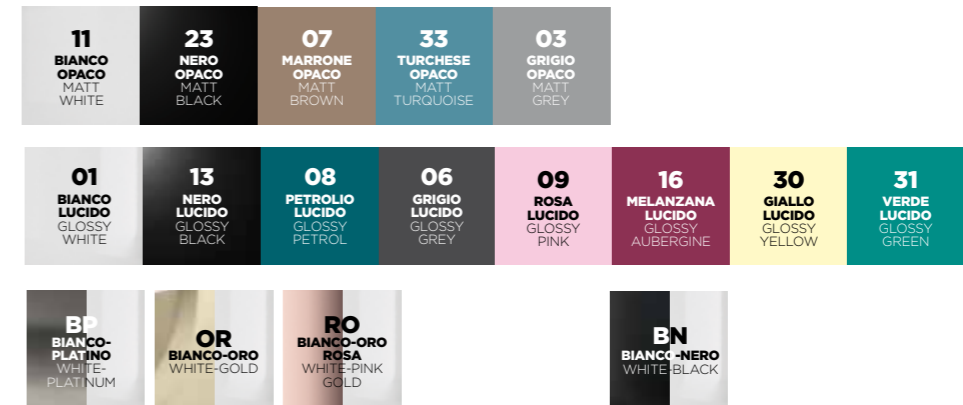 11
BIANCO
OPACO
MATT
WHITE
23
NERO
OPACO
MATT
BLACK
07
MARRONE
OPACO
MATT
BROWN
33
TURCHESE
OPACO
MATT
TURQUOISE
03
GRIGIO
OPACO
MATT
GREY
01
BIANCO
LUCIDO
GLOSSY
WHITE
13
NERO
LUCIDO
GLOSSY
BLACK
08
PETROLIO
LUCIDO
GLOSSY
PETROL
06
GRIGIO
LUCIDO
GLOSSY
GREY
09
ROSA
LUCIDO
GLOSSY
PINK
16
MELANZANA
LUCIDO
GLOSSY
AUBERGINE
30
GIALLO
LUCIDO
GLOSSY
YELLOW
31
VERDE
LUCIDO
GLOSSY
GREEN
BP
BIANCO-
PLATINO
WHITE-
PLATINUM
OR
BIANCO-ORO
WHITE-GOLD
RO
BIANCO-ORO
ROSA
WHITE-PINK
GOLD
BN
BIANCO-NERO
WHITE-BLACK